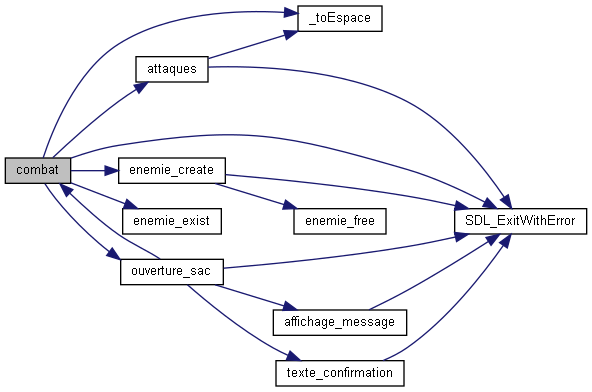 _toEspace
attaques
combat
enemie_create
enemie_exist
enemie_free
SDL_ExitWithError
ouverture_sac
affichage_message
texte_confirmation